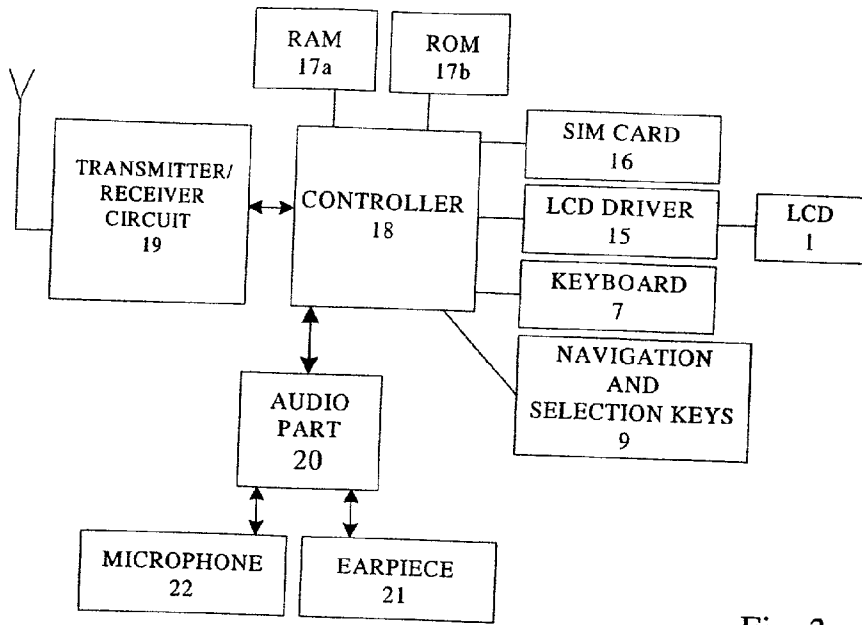 RAM
17a
ROM
17b
SIM CARD
16
TRANSMITTER/
RECEIVER
CIRCUIT
19
CONTROLLER
18
LCD DRIVER
15
LCD
1
KEYBOARD
7
NAVIGATION
AND
SELECTION KEYS
9
AUDIO
PART
20
MICROPHONE
22
EARPIECE
21